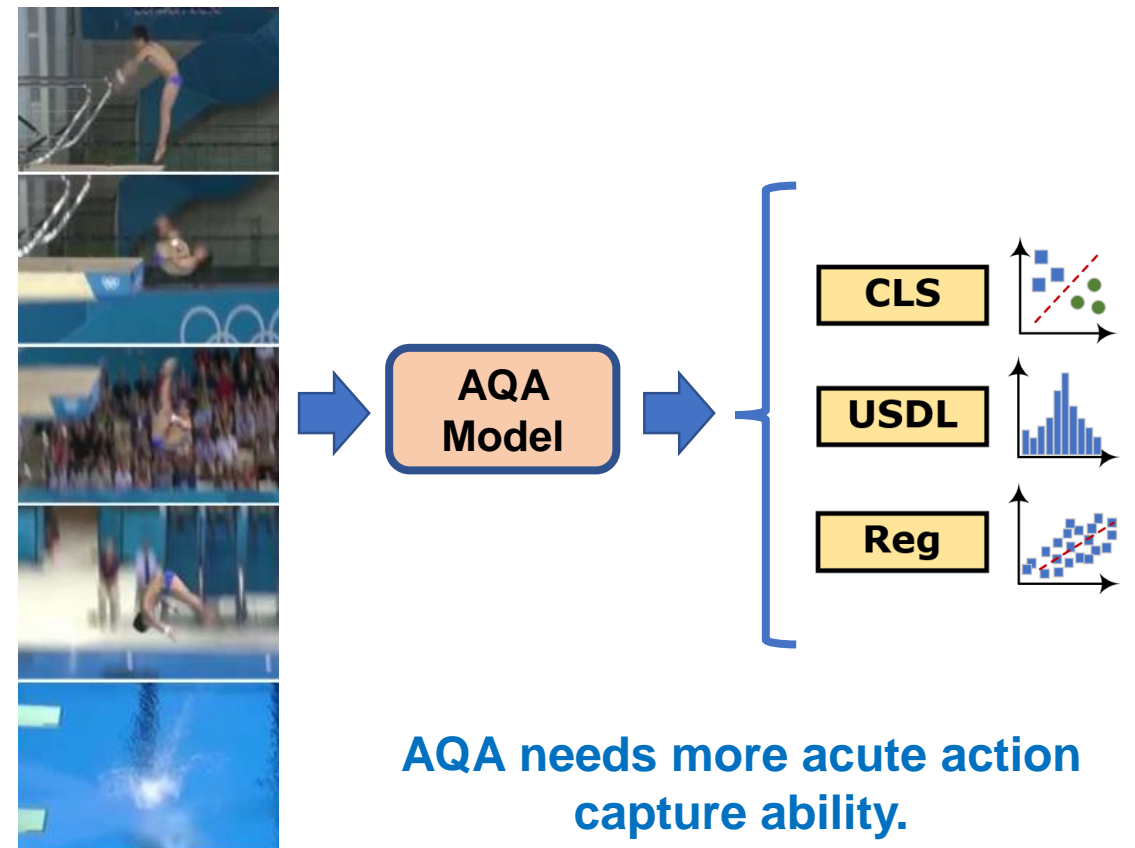 AQA
Model
CLS
USDL
Reg
AQA needs more acute action
capture ability.